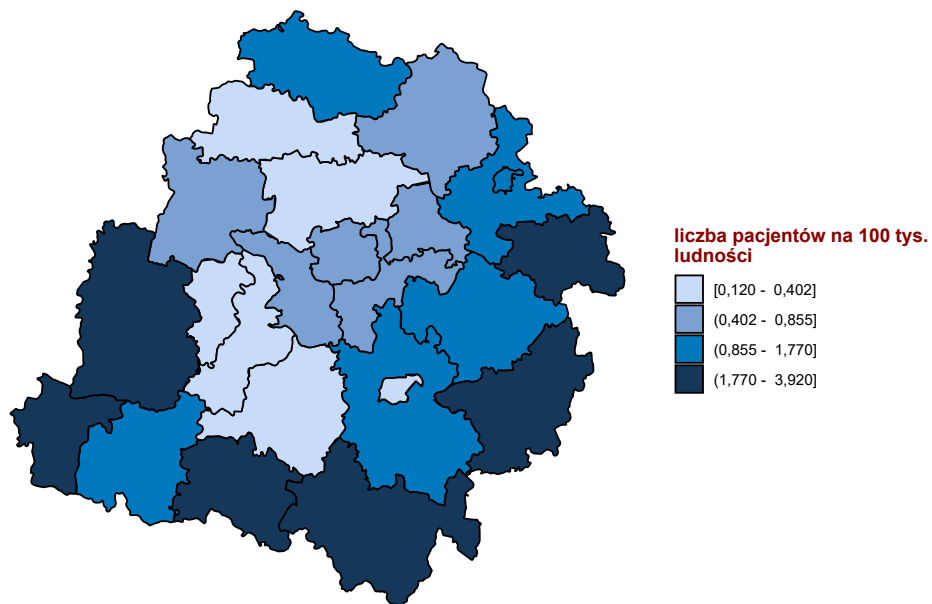 liczba pacjentów na 100 tys.
ludności
[0,120 - 0,402]
(0,402 - 0,855]
(0,855 - 1,770]
(1,770 - 3,920]